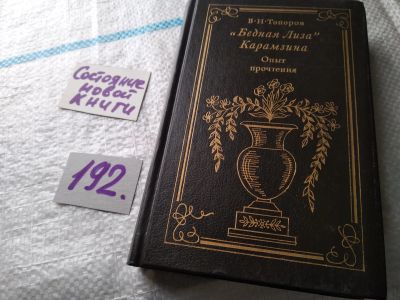 Состояние
новой
книги
192.
В·Н·Топоров
„Бедная Лиза”
Карамзина
Опыт
прочтения